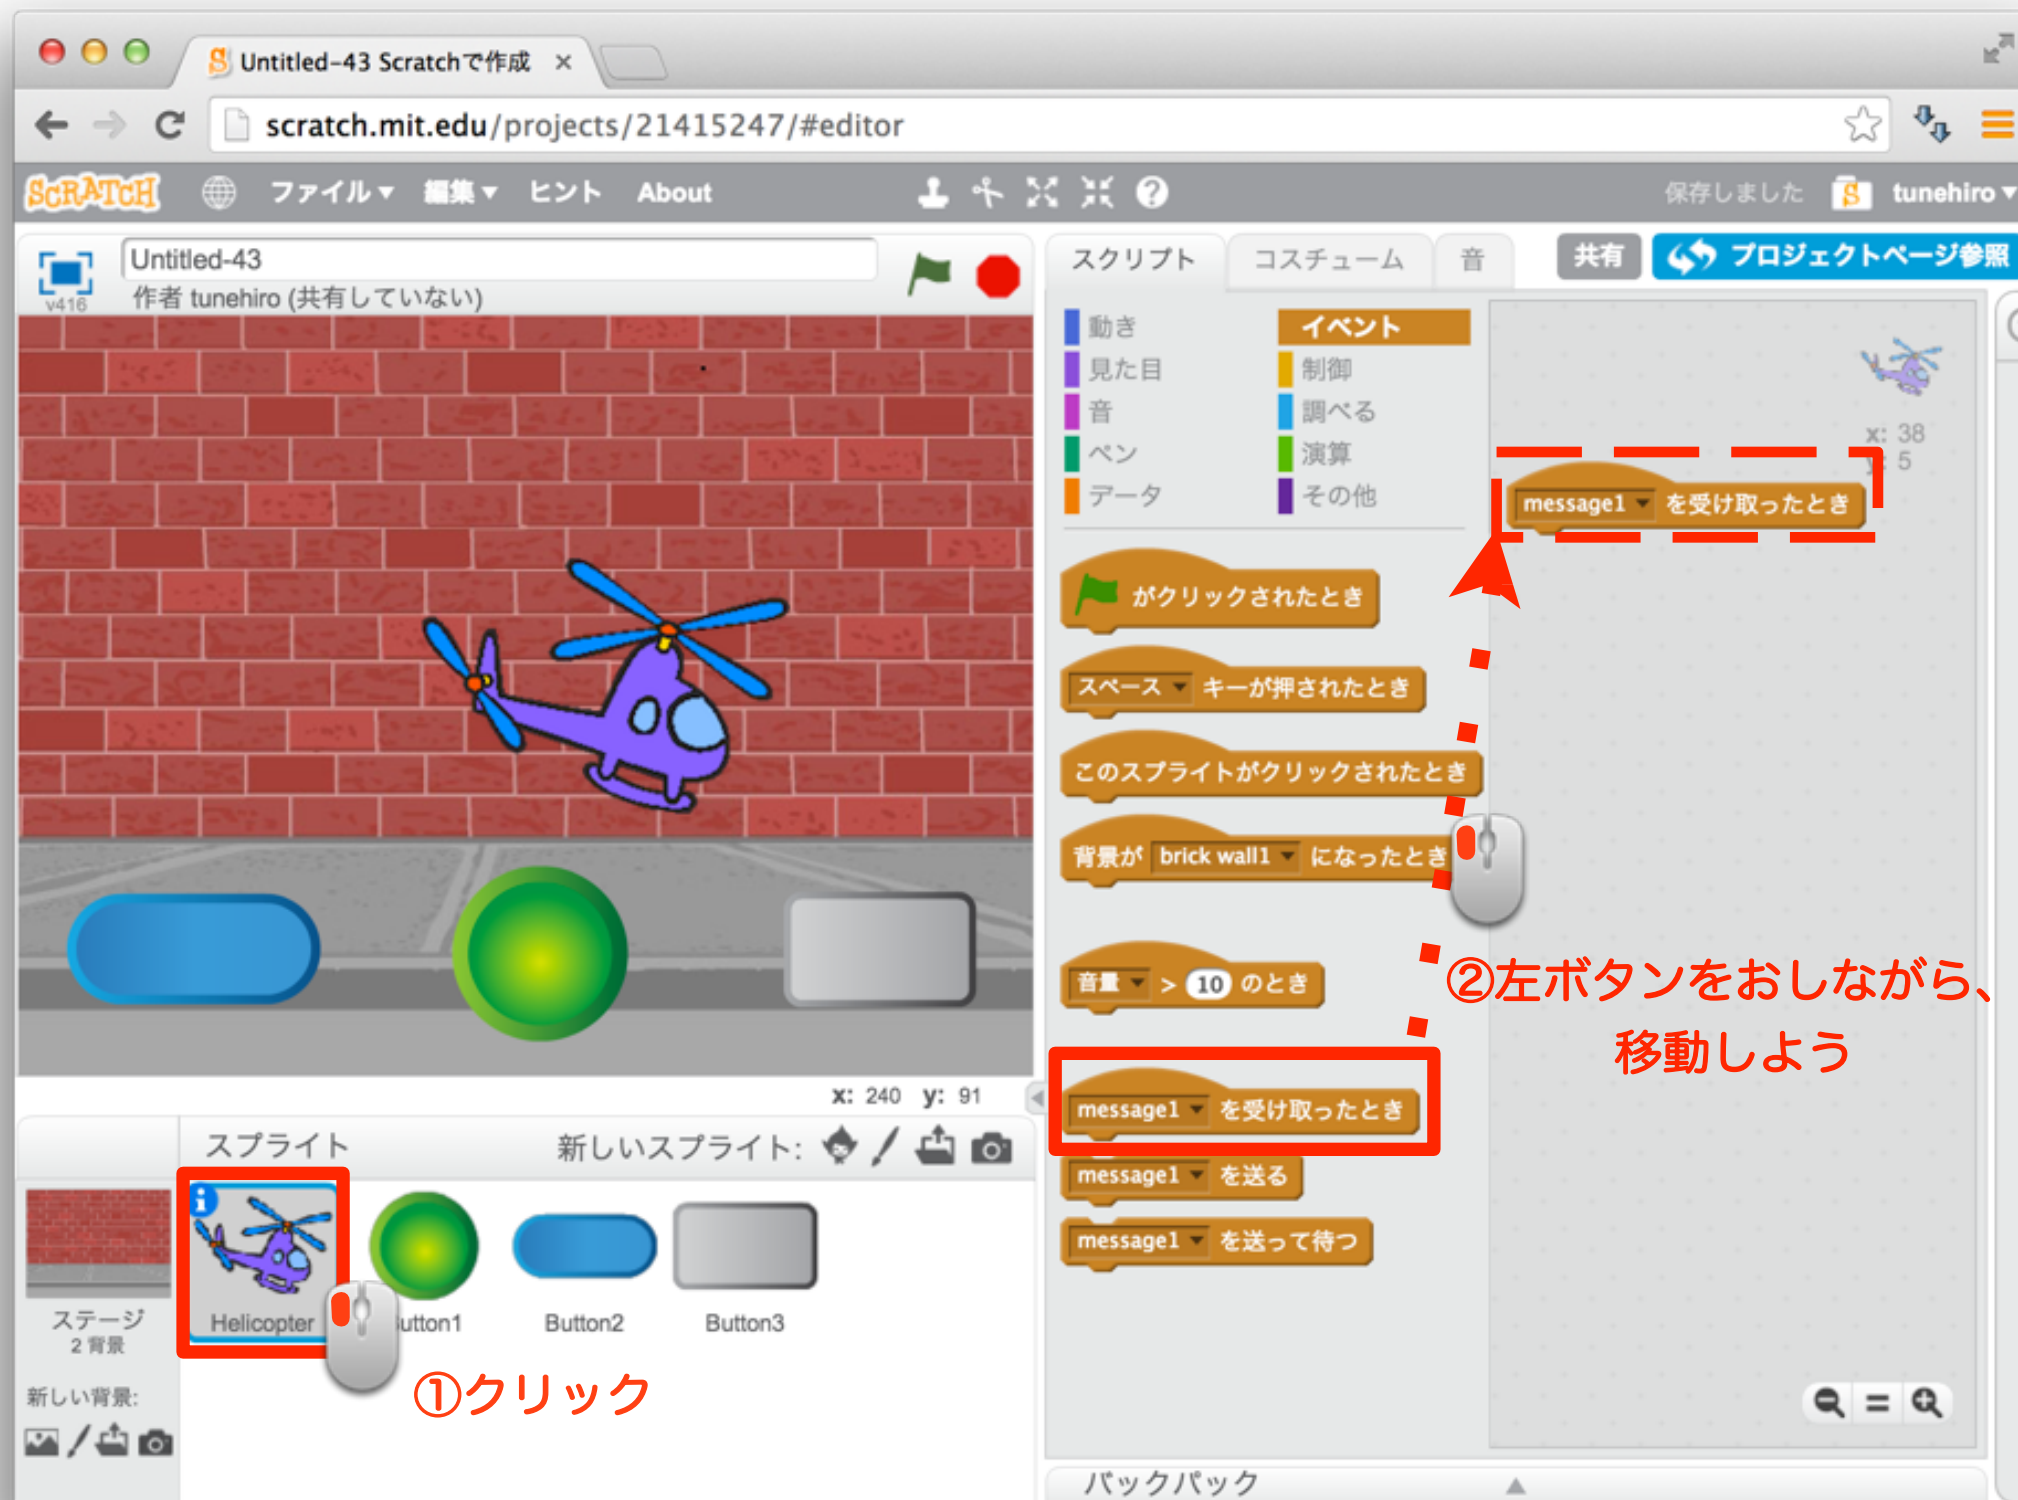 Untitled-43 Scratchで作成 ×
scratch.mit.edu/projects/21415247/#editor
SCRATCH ファイル▼ 編集▼ ヒント About 保存しました tunehiro▼
v416
Untitled-43
作者 tunehiro (共有していない)
スクリプト コスチューム 音 共有 プロジェクトページ参照
動き イベント
見た目 制御
音 調べる
ペン 演算
データ その他
x: 38
y: 5
message1 を受け取ったとき
がクリックされたとき
スペース キーが押されたとき
このスプライトがクリックされたとき
背景が brick wall1 になったとき
音量 > 10 のとき
②左ボタンをおしながら、
移動しよう
message1 を受け取ったとき
message1 を送る
message1 を送って待つ
x: 240 y: 91
スプライト 新しいスプライト:
Helicopter utton1 Button2 Button3
ステージ
2 背景
新しい背景:
①クリック
バックパック